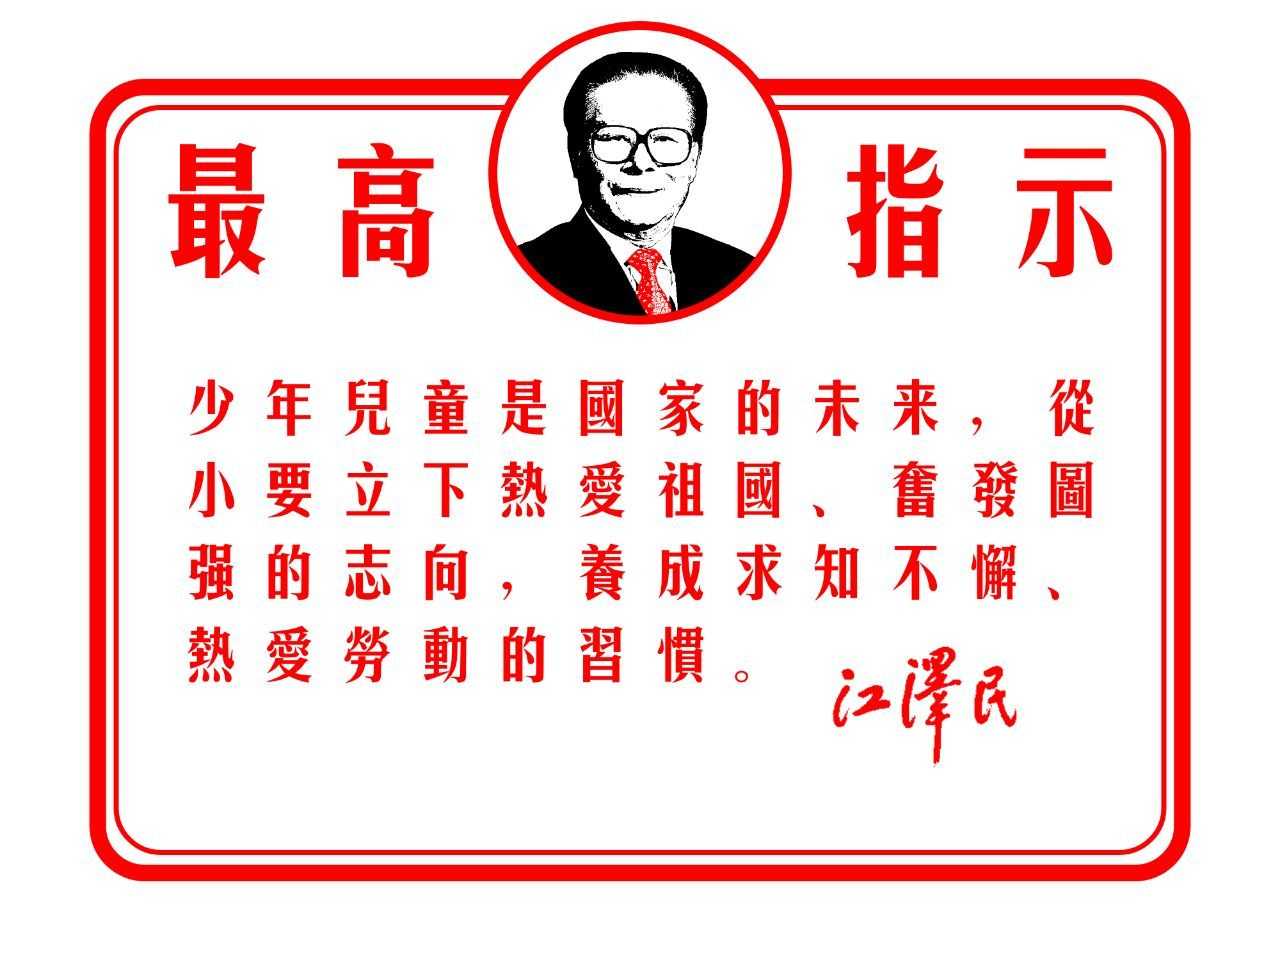 最高指示
少年兒童是國家的未来，從
小要立下熱愛祖國、奮發圖
强的志向，養成求知不懈、
熱愛勞動的習慣。
江澤民